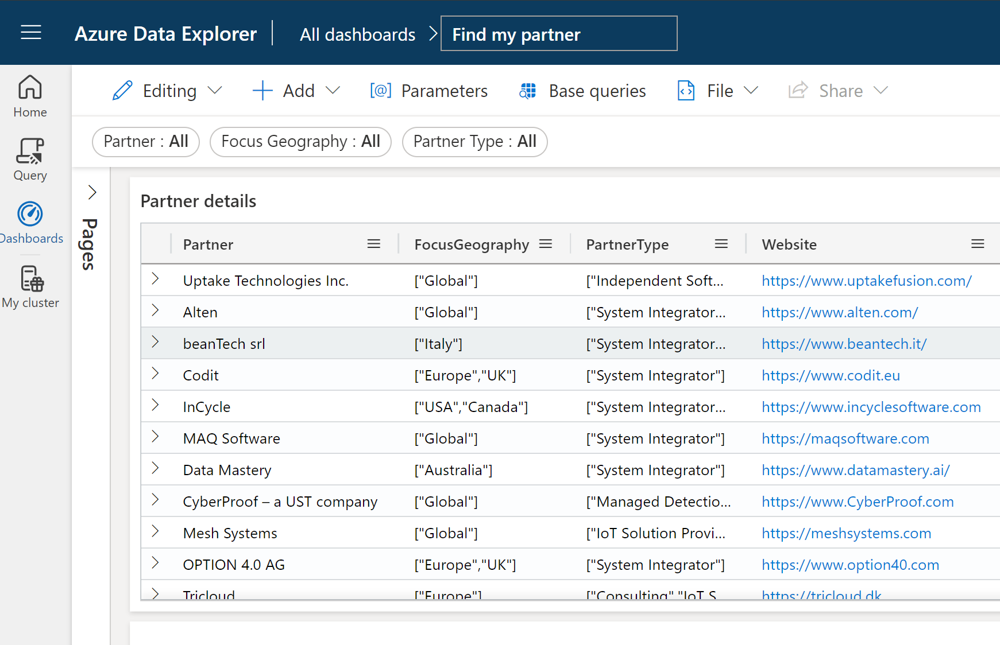 Azure Data Explorer All dashboards Find my partner
Editing Add [@] Parameters Base queries File Share
Home
Query
Dashboards
My cluster
Partner : All Focus Geography : All Partner Type : All
Pages
Partner details
Partner FocusGeography PartnerType Website
Uptake Technologies Inc. ["Global"] ["Independent Soft... https://www.uptakefusion.com/
Alten ["Global"] ["System Integrator... https://www.alten.com/
beanTech srl ["Italy"] ["System Integrator... https://www.beantech.it/
Codit ["Europe","UK"] ["System Integrator"] https://www.codit.eu
InCycle ["USA","Canada"] ["System Integrator... https://www.incyclesoftware.com
MAQ Software ["Global"] ["System Integrator"] https://maqsoftware.com
Data Mastery ["Australia"] ["System Integrator"] https://www.datamastery.ai/
CyberProof – a UST company ["Global"] ["Managed Detectio... https://www.CyberProof.com
Mesh Systems ["Global"] ["IoT Solution Provi... https://meshsystems.com
OPTION 4.0 AG ["Europe","UK"] ["System Integrator"] https://www.option40.com
Tricloud ["Europe"] ["Consulting","IoT S... https://tricloud.dk